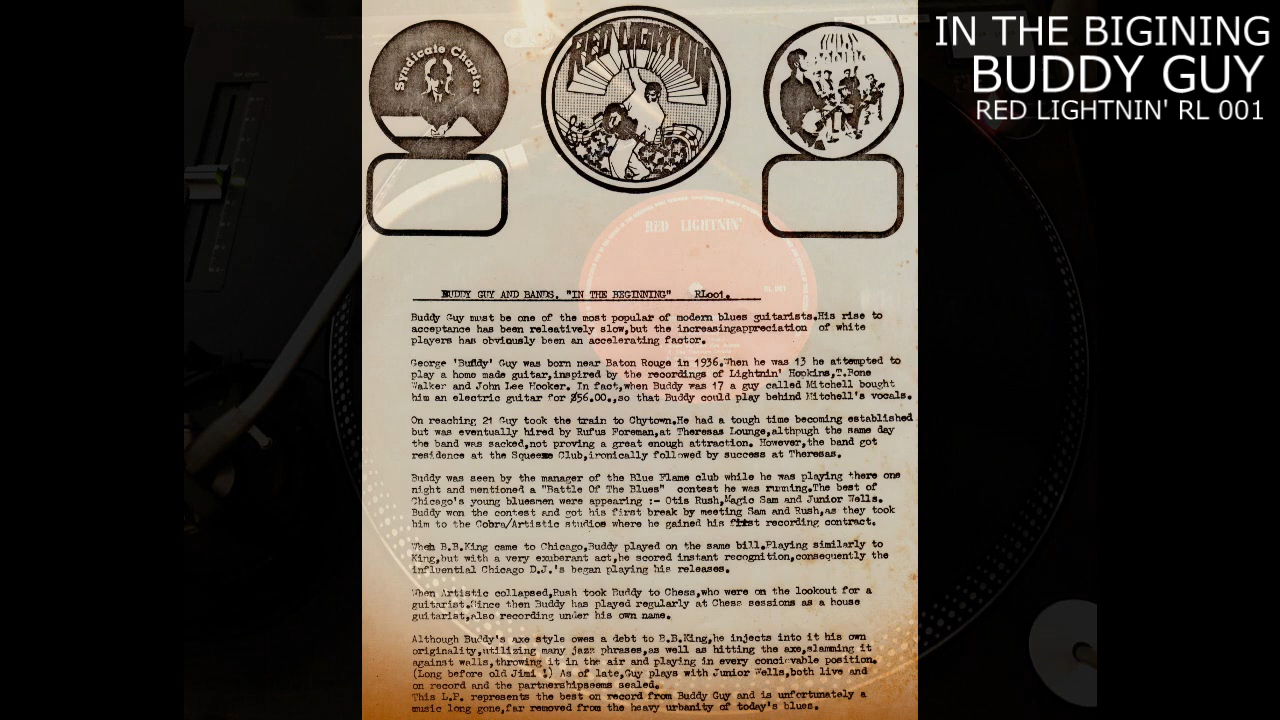 IN THE BIGINING
BUDDY GUY
RED LIGHTNIN' RL 001
Syndicate Chapter
RED LIGHTNIN'
RED LIGHTNIN'
BUDDY GUY AND BANDS, "IN THE BEGINNING" RLoo1.
Buddy Guy must be one of the most popular of modern blues guitarists.His rise to
acceptance has been releatively slow,but the increasingappreciation of white
players has obviously been an accelerating factor.
George 'Buddy' Guy was born near Baton Rouge in 1936.When he was 13 he attempted to
play a home made guitar,inspired by the recordings of Lightnin' Hopkins,T.Bone
Walker and John Lee Hooker. In fact,when Buddy was 17 a guy called Mitchell bought
him an electric guitar for $56.00.,so that Buddy could play behind Mitchell's vocals.
On reaching 21 Guy took the train to Chytown.He had a tough time becoming established
but was eventually hired by Rufus Foreman,at Theresas Lounge,although the same day
the band was sacked,not proving a great enough attraction. However,the band got
residence at the Squeeze Club,ironically followed by success at Theresas.
Buddy was seen by the manager of the Blue Flame club while he was playing there one
night and mentioned a "Battle Of The Blues" contest he was running.The best of
Chicago's young bluesmen were appearing :- Otis Rush,Magic Sam and Junior Wells.
Buddy won the contest and got his first break by meeting Sam and Rush,as they took
him to the Cobra/Artistic studios where he gained his first recording contract.
When B.B.King came to Chicago,Buddy played on the same bill.Playing similarly to
King,but with a very exuberant act,he scored instant recognition,consequently the
influential Chicago D.J.'s began playing his releases.
When Artistic collapsed,Rush took Buddy to Chess,who were on the lookout for a
guitarist.Since then Buddy has played regularly at Chess sessions as a house
guitarist,also recording under his own name.
Although Buddy's axe style owes a debt to B.B.King,he injects into it his own
originality,utilizing many jazz phrases,as well as hitting the axe,slamming it
against walls,throwing it in the air and playing in every concievable position.
(Long before old Jimi !) As of late,Guy plays with Junior Wells,both live and
on record and the partnershipseems sealed.
This L.P. represents the best on record from Buddy Guy and is unfortunately a
music long gone,far removed from the heavy urbanity of today's blues.